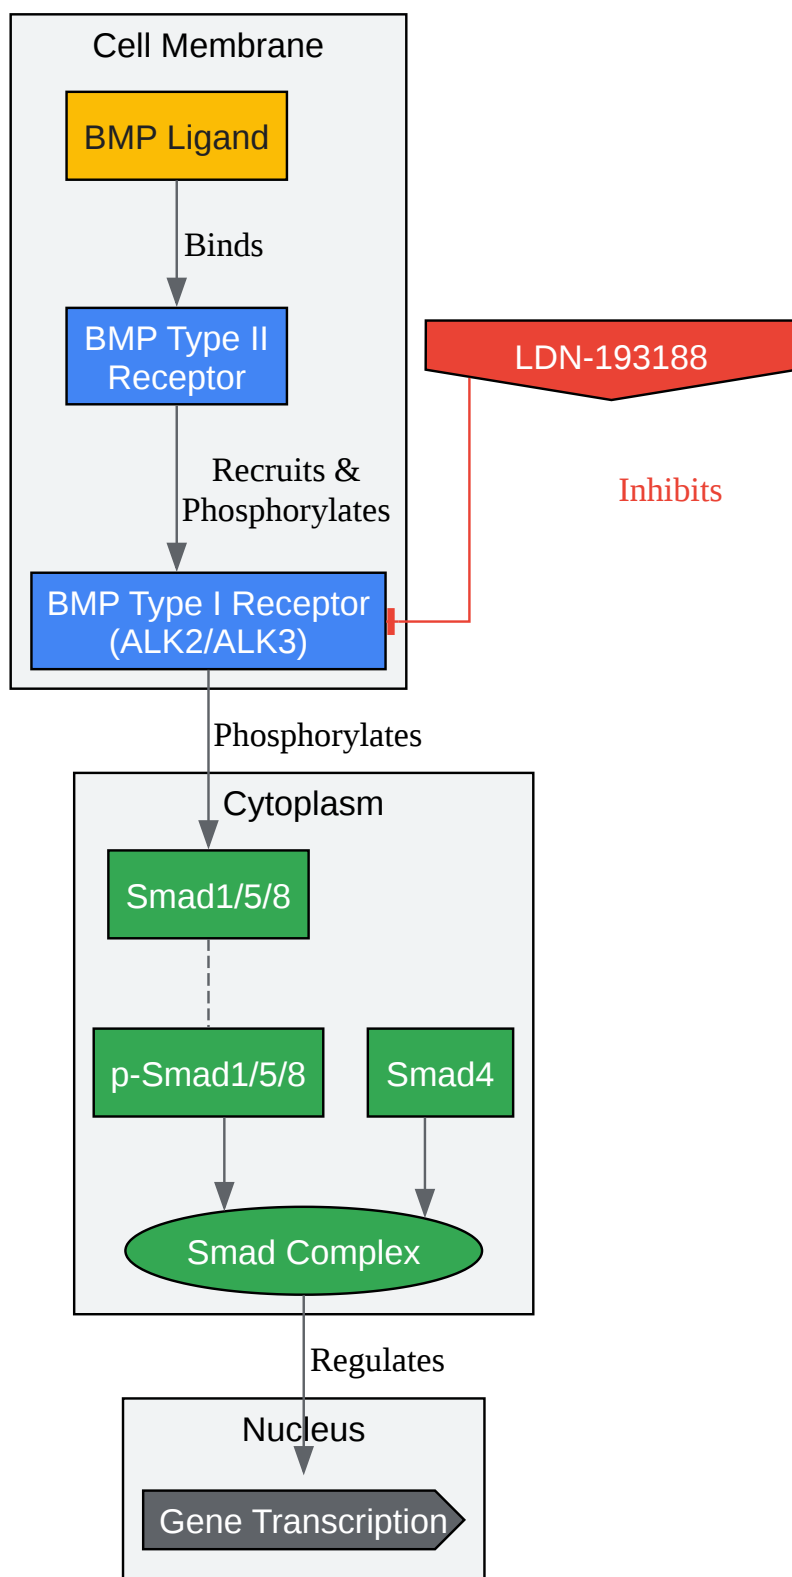 Cell Membrane
BMP Ligand
Binds
BMP Type II
Receptor
LDN-193188
Recruits &
Phosphorylates
Inhibits
BMP Type I Receptor
(ALK2/ALK3)
Phosphorylates
Cytoplasm
Smad1/5/8
p-Smad1/5/8
Smad4
Smad Complex
Regulates
Nucleus
Gene Transcription